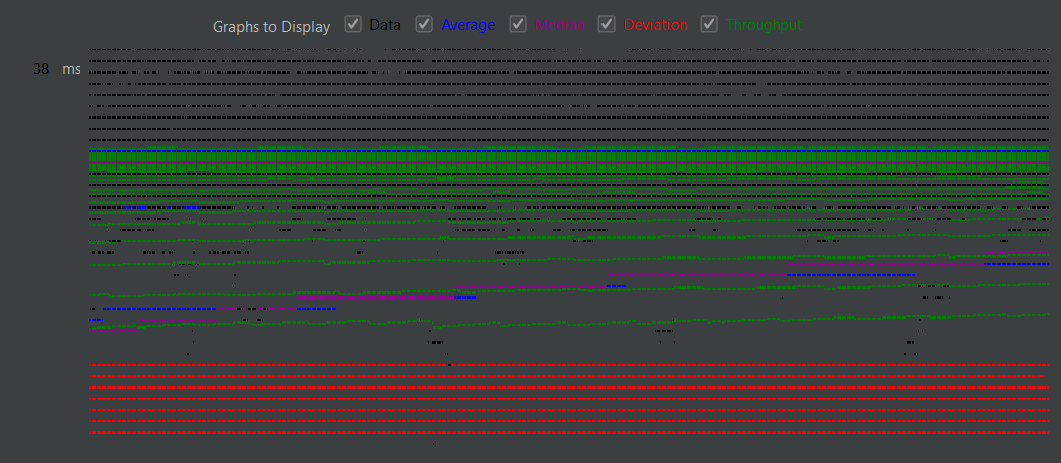 Graphs to Display Data Average Median Deviation Throughput
38 ms